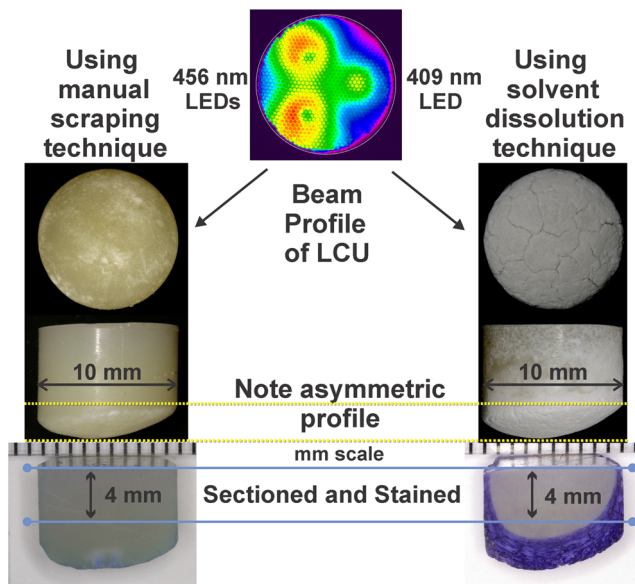 Using
manual
scraping
technique
456 nm
LEDs
409 nm
LED
Using
solvent
dissolution
technique
Beam
Profile
of LCU
10 mm
10 mm
Note asymmetric
profile
mm scale
4 mm
Sectioned and Stained
4 mm